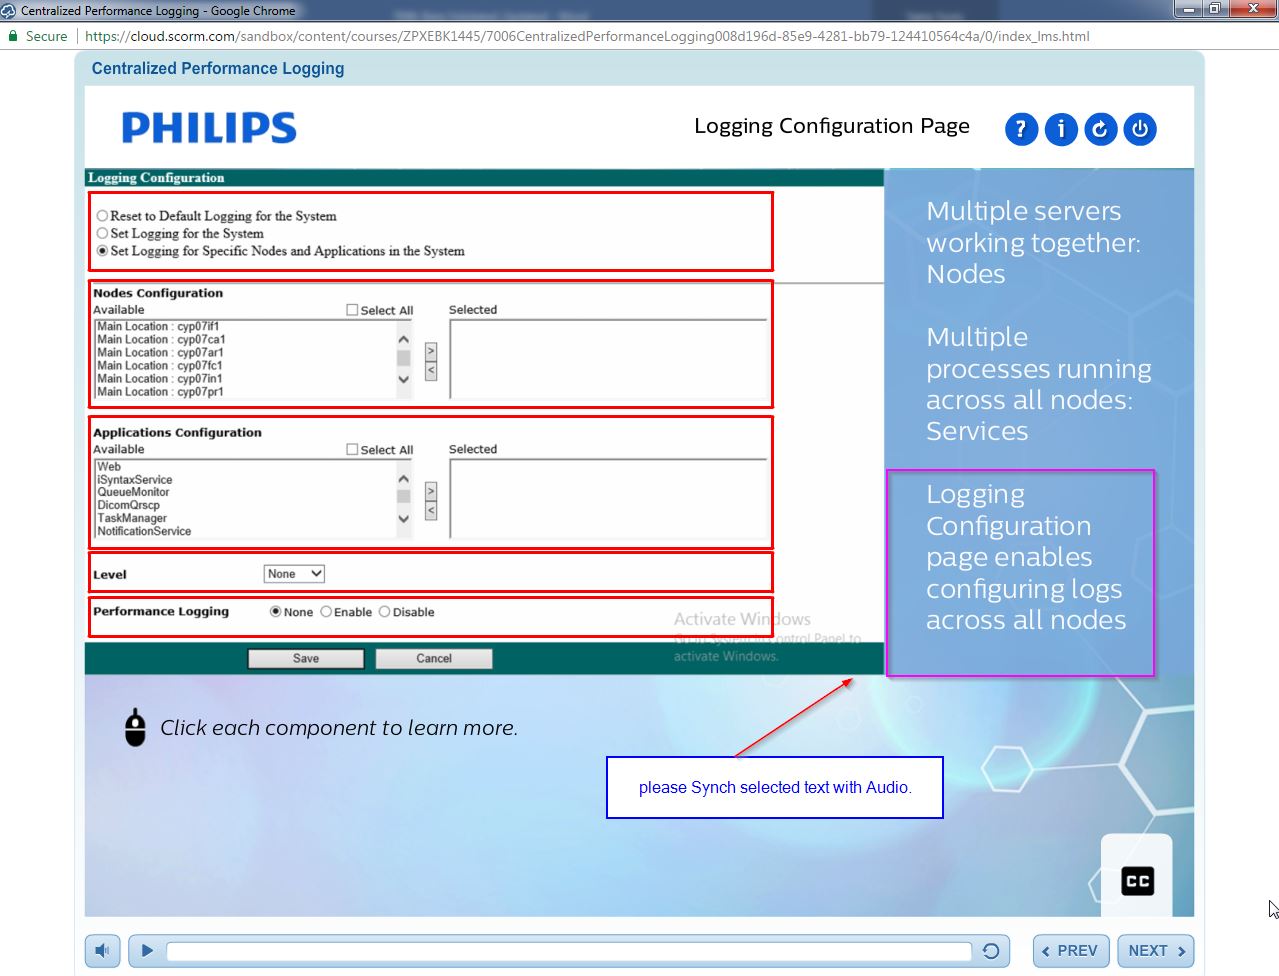 Centralized Performance Logging - Google Chrome
Secure
https://cloud.scorm.com/sandbox/content/courses/ZPXEBK1445/7006CentralizedPerformanceLogging008d196d-85e9-4281-bb79-124410564c4a/0/index_lms.html
Centralized Performance Logging
PHILIPS
Logging Configuration Page
Logging Configuration
Reset to Default Logging for the System
Set Logging for the System
Set Logging for Specific Nodes and Applications in the System
Nodes Configuration
Available
Select All
Selected
Main Location : cyp07if1
Main Location : cyp07ca1
Main Location : cyp07ar1
Main Location : cyp07fc1
Main Location : cyp07in1
Main Location : cyp07pr1
>
<
Applications Configuration
Available
Select All
Selected
Web
iSyntaxService
QueueMonitor
DicomQrscp
TaskManager
NotificationService
>
<
Level
None
Performance Logging
None
Enable
Disable
Save
Cancel
Activate Windows
Control Panel to
activate Windows.
Multiple servers
working together:
Nodes
Multiple
processes running
across all nodes:
Services
Logging
Configuration
page enables
configuring logs
across all nodes
Click each component to learn more.
please Synch selected text with Audio.
CC
PREV
NEXT